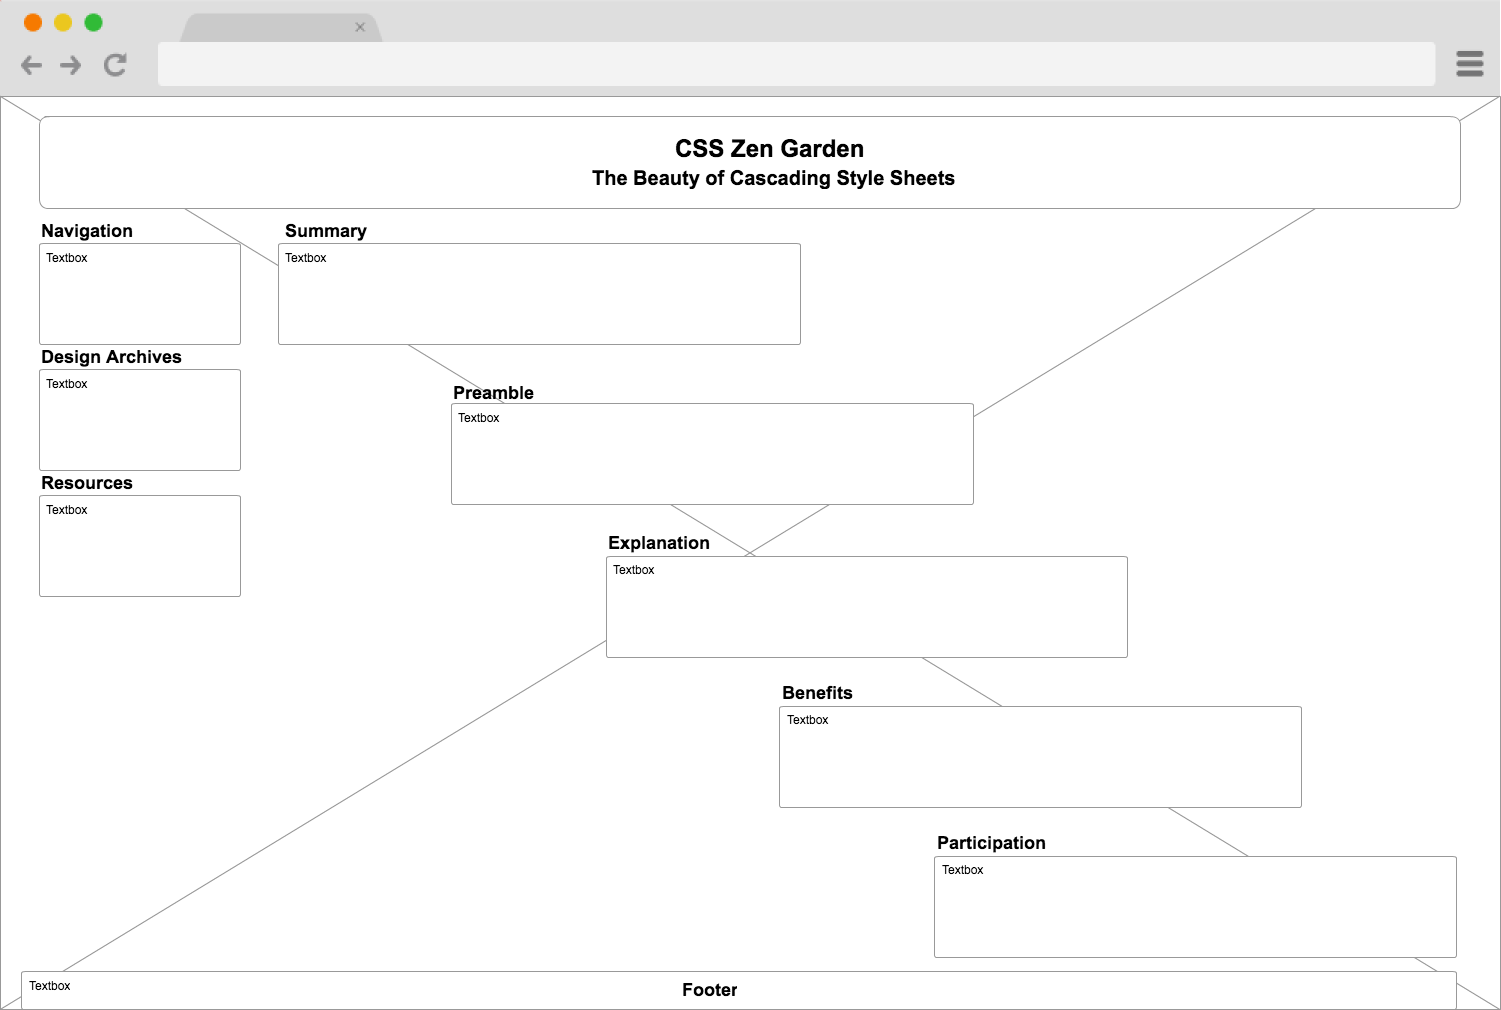 CSS Zen Garden
The Beauty of Cascading Style Sheets
Navigation
Textbox
Design Archives
Textbox
Resources
Textbox
Summary
Textbox
Preamble
Textbox
Explanation
Textbox
Benefits
Textbox
Participation
Textbox
Textbox
Footer